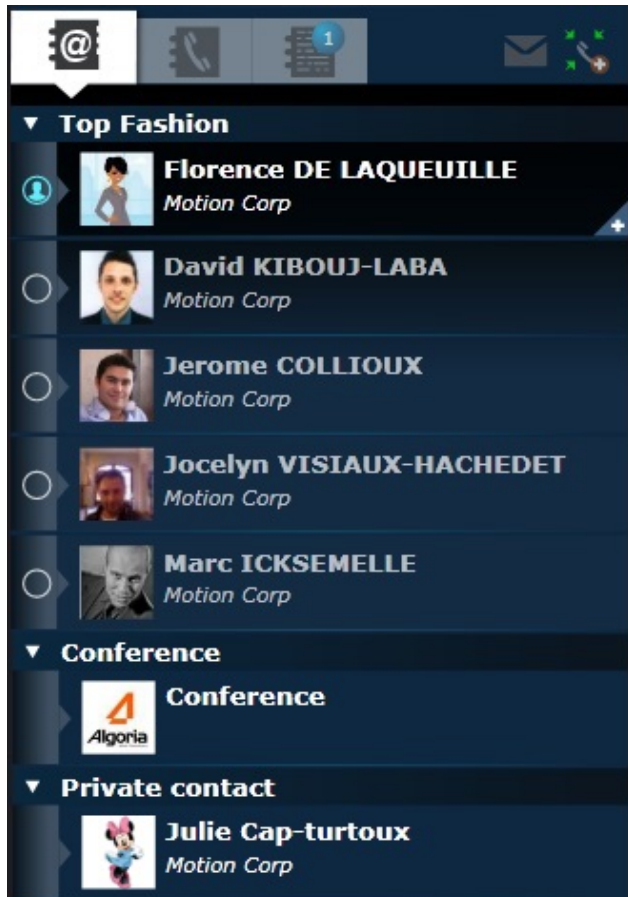 @
1
Top Fashion
Florence DE LAQUEUILLE
Motion Corp
David KIBOUJ-LABA
Motion Corp
Jerome COLLIOUX
Motion Corp
Jocelyn VISIAUX-HACHEDET
Motion Corp
Marc ICKSEMELLE
Motion Corp
Conference
Conference
Algoria
Private contact
Julie Cap-turtoux
Motion Corp